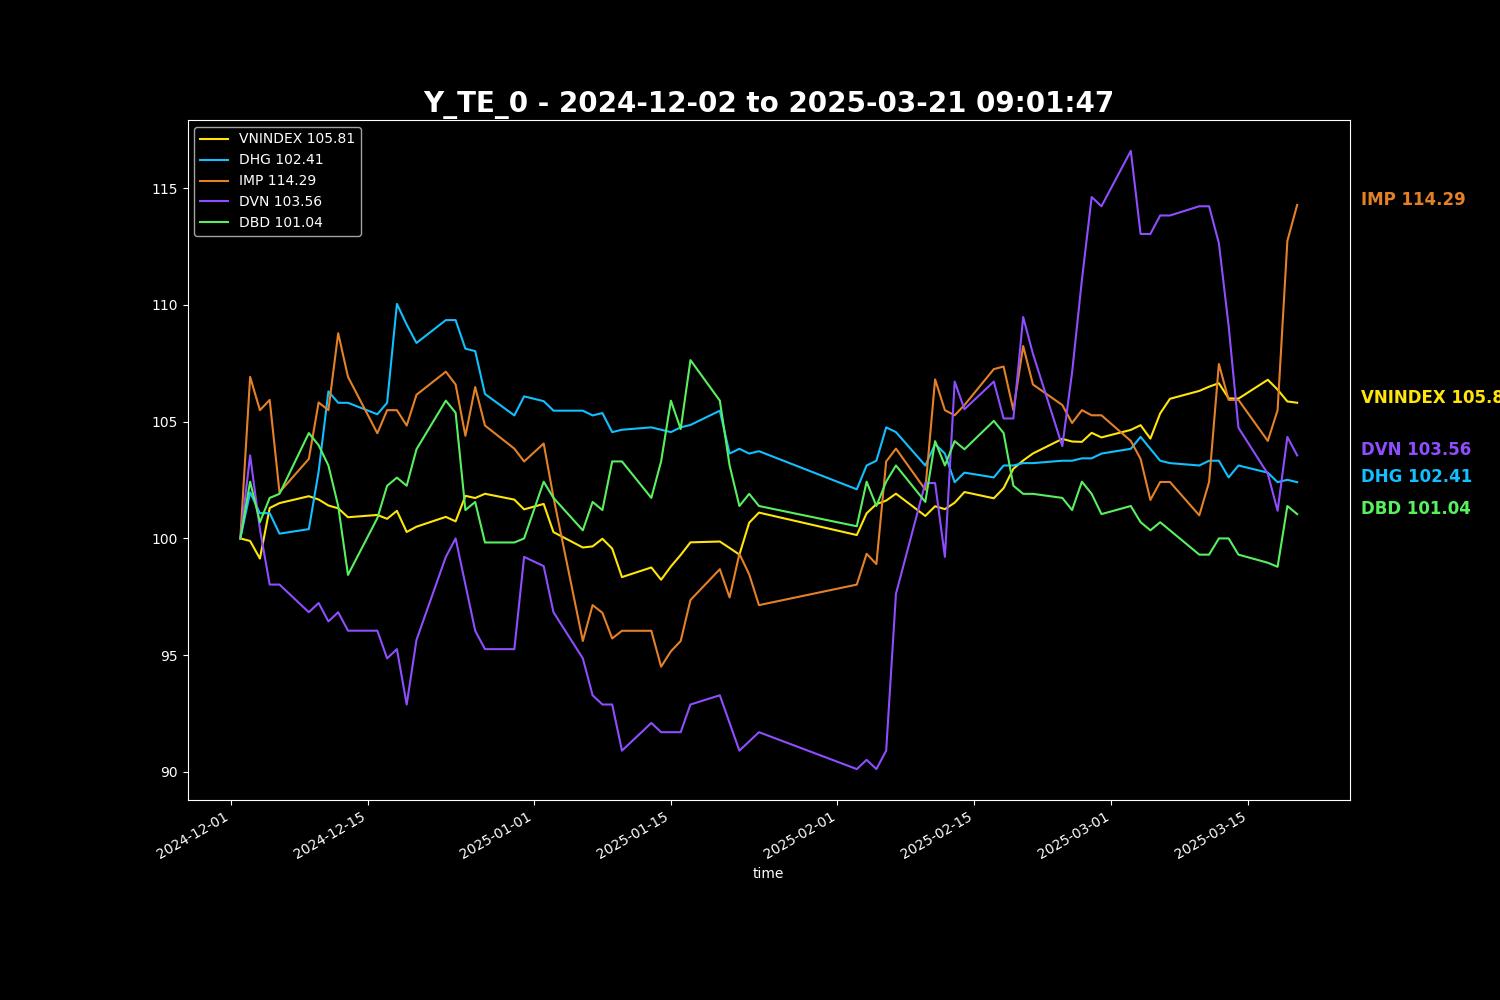 Y_TE_0 - 2024-12-02 to 2025-03-21 09:01:47
VNINDEX 105.81
DHG 102.41
IMP 114.29
DVN 103.56
DBD 101.04
115
110
105
100
95
90
IMP 114.29
VNINDEX 105.8
DVN 103.56
DHG 102.41
DBD 101.04
2024-12-01
2024-12-15
2025-01-01
2025-01-15
2025-02-01
2025-02-15
2025-03-01
2025-03-15
time